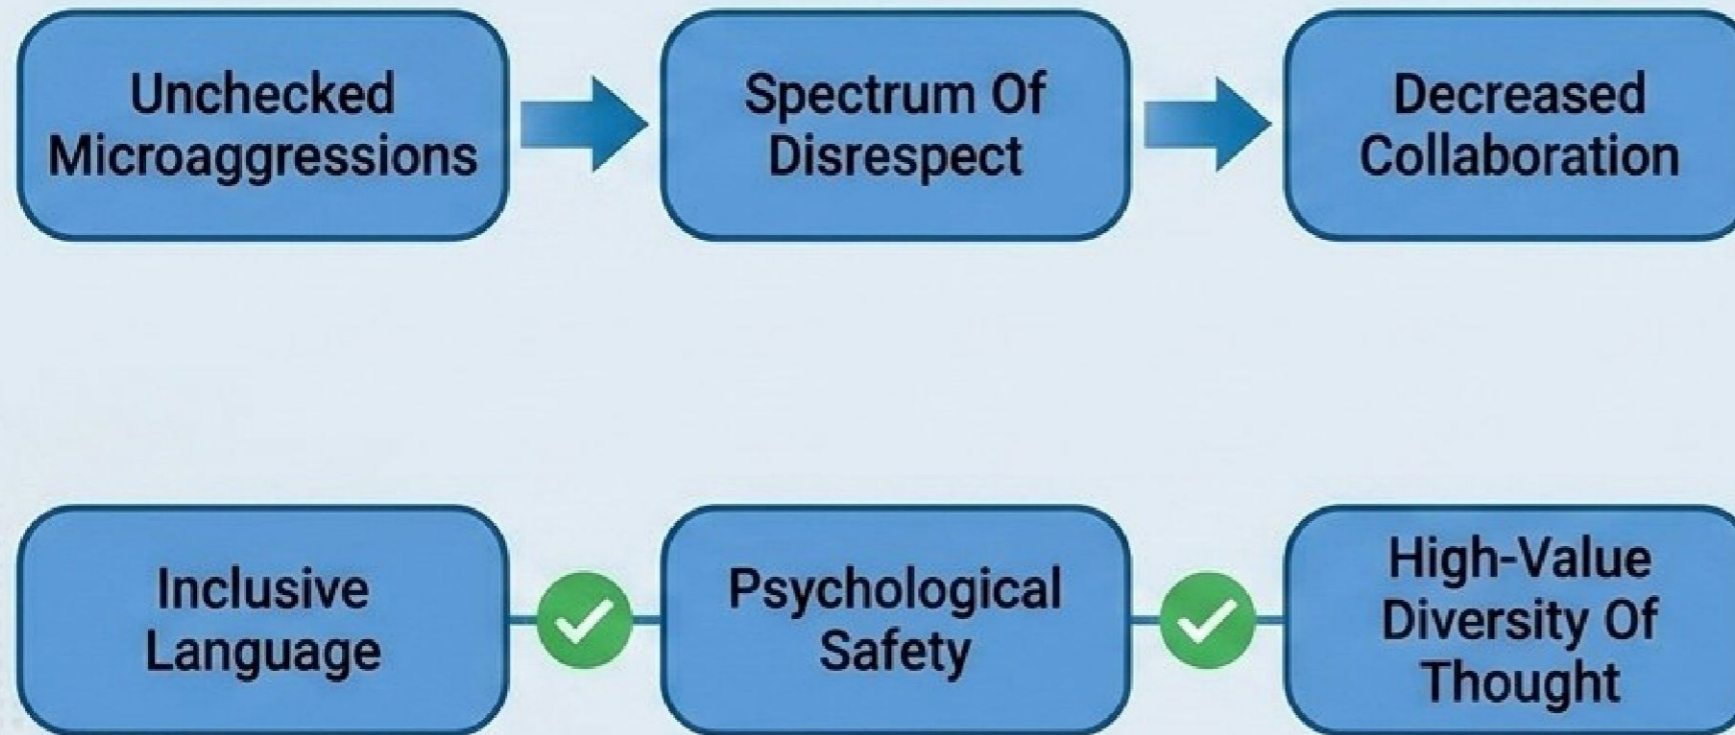 Unchecked
Microaggressions
Spectrum Of
Disrespect
Decreased
Collaboration
Inclusive
Language
Psychological
Safety
High-Value
Diversity Of
Thought